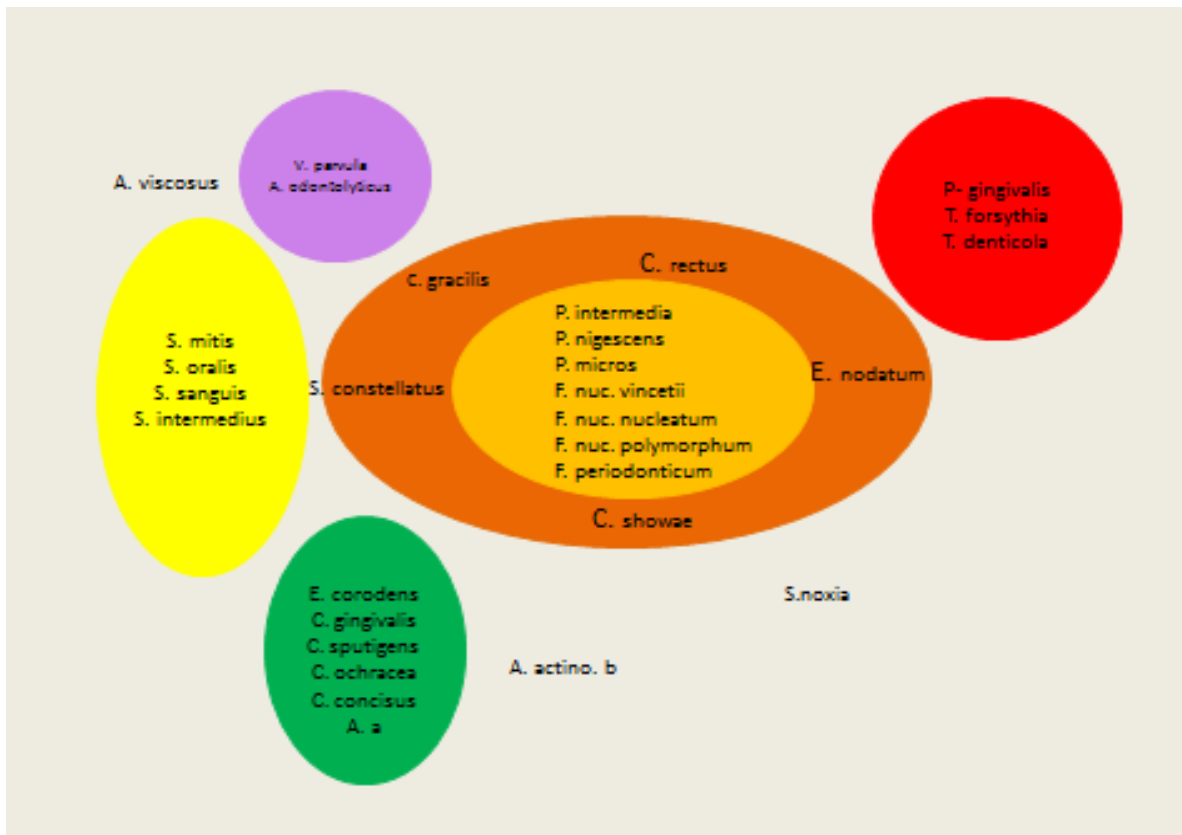 V. parvula
A. odontolyticus
A. viscosus
P- gingivalis
T. forsythia
T. denticola
C. rectus
C. gracilis
P. intermedia
P. nigescens
P. micros
F. nuc. vincetii
F. nuc. nucleatum
F. nuc. polymorphum
F. periodonticum
E. nodatum
S. constellatus
C. showae
S. mitis
S. oralis
S. sanguis
S. intermedius
E. corodens
C. gingivalis
C. sputigens
C. ochracea
C. concisus
A. a
S.noxia
A. actino. b